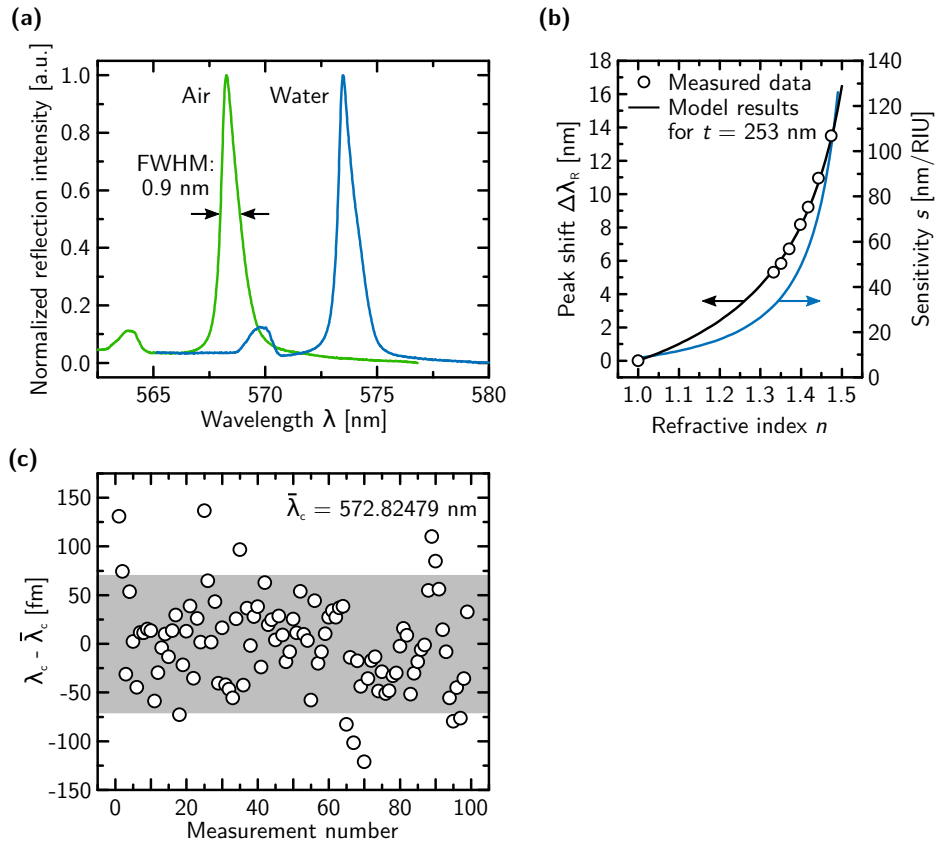 (a)
Normalized reflection intensity [a.u.]
1.0
0.8
0.6
0.4
0.2
0.0
Air
Water
FWHM:
0.9 nm
565
570
575
580
Wavelength λ [nm]
(b)
Peak shift Δλ_R [nm]
18
16
14
12
10
8
6
4
2
0
Measured data
Model results
for t = 253 nm
140
120
100
80
60
40
20
0
Sensitivity s [nm/RIU]
1.0
1.1
1.2
1.3
1.4
1.5
Refractive index n
(c)
λ_c - λ̄_c [fm]
150
100
50
0
-50
-100
-150
λ̄_c = 572.82479 nm
0
20
40
60
80
100
Measurement number